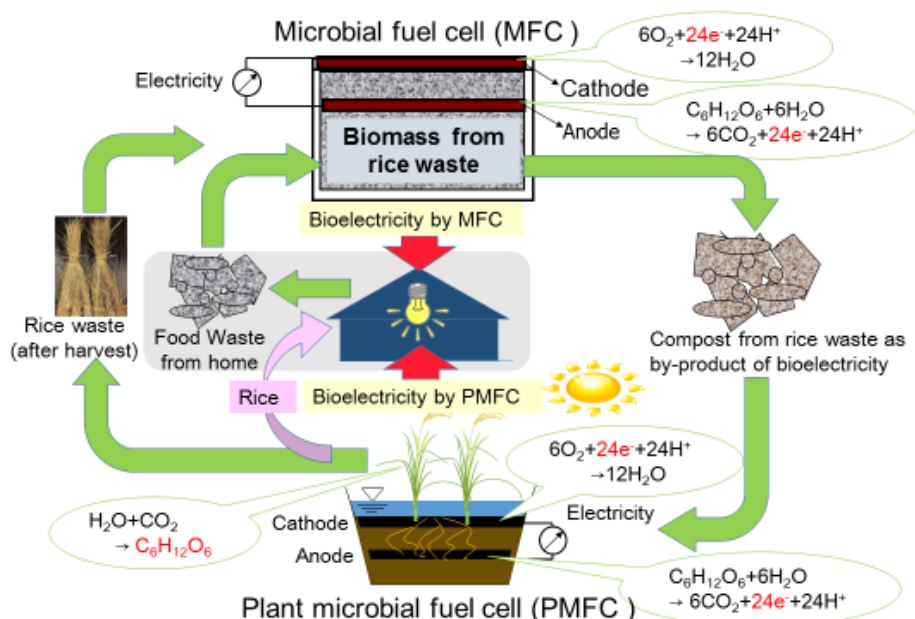 Microbial fuel cell (MFC )
6O₂+24e⁻+24H⁺
→12H₂O
Electricity
Cathode
C₆H₁₂O₆+6H₂O
→ 6CO₂+24e⁻+24H⁺
Anode
Biomass from
rice waste
Bioelectricity by MFC
Rice waste
(after harvest)
Food Waste
from home
Compost from rice waste as
by-product of bioelectricity
Rice
Bioelectricity by PMFC
6O₂+24e⁻+24H⁺
→12H₂O
H₂O+CO₂
→ C₆H₁₂O₆
Cathode
Electricity
Anode
C₆H₁₂O₆+6H₂O
→ 6CO₂+24e⁻+24H⁺
Plant microbial fuel cell (PMFC )